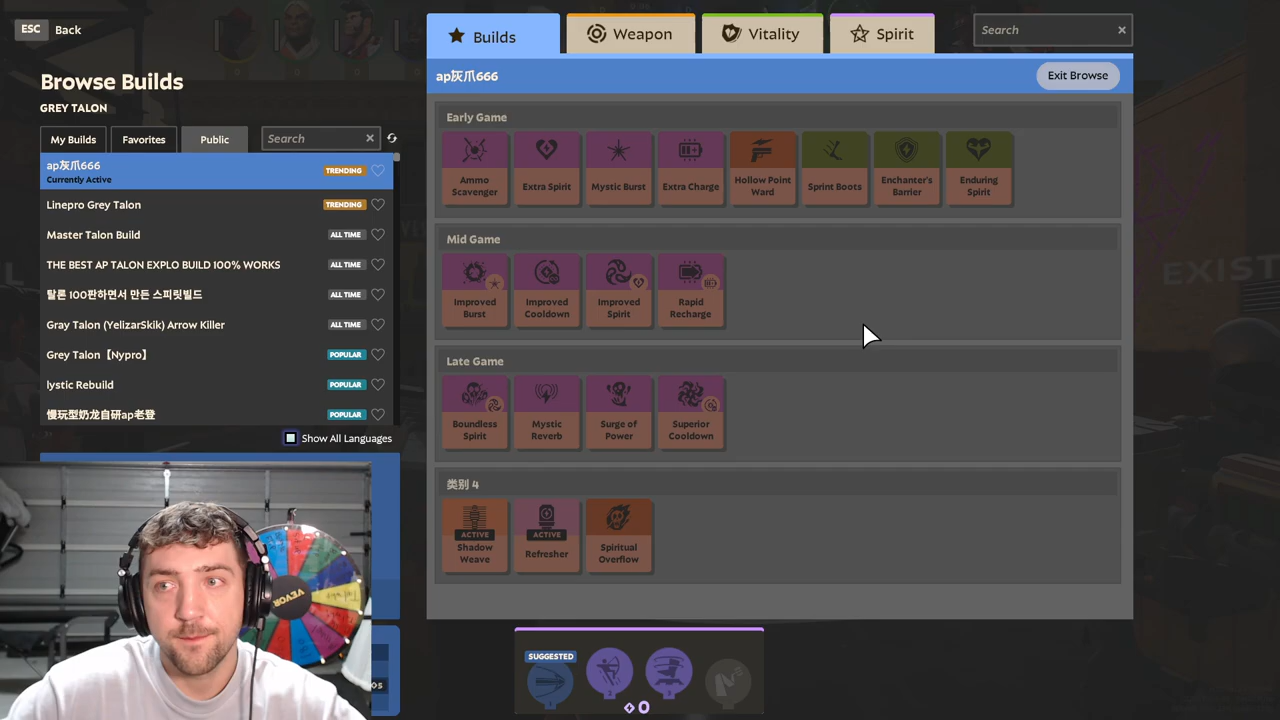 ESC Back
Builds
Weapon
Vitality
Spirit
Search
ap灰爪666
Exit Browse
Browse Builds
GREY TALON
My Builds
Favorites
Public
Search
ap灰爪666
Currently Active
TRENDING
Linepro Grey Talon
TRENDING
Master Talon Build
ALL TIME
THE BEST AP TALON EXPLO BUILD 100% WORKS
ALL TIME
탈론 100판하면서 만든 스피릿빌드
ALL TIME
Gray Talon (YelizarSkik) Arrow Killer
ALL TIME
Grey Talon【Nypro】
POPULAR
lystic Rebuild
POPULAR
慢玩型奶龙自研ap老登
POPULAR
Show All Languages
Early Game
Ammo
Scavenger
Extra Spirit
Mystic Burst
Extra Charge
Hollow Point
Ward
Sprint Boots
Enchanter's
Barrier
Enduring
Spirit
Mid Game
Improved
Burst
Improved
Cooldown
Improved
Spirit
Rapid
Recharge
Late Game
Boundless
Spirit
Mystic
Reverb
Surge of
Power
Superior
Cooldown
类别 4
ACTIVE
Shadow
Weave
ACTIVE
Refresher
Spiritual
Overflow
SUGGESTED
0
EXIST
VEVOR